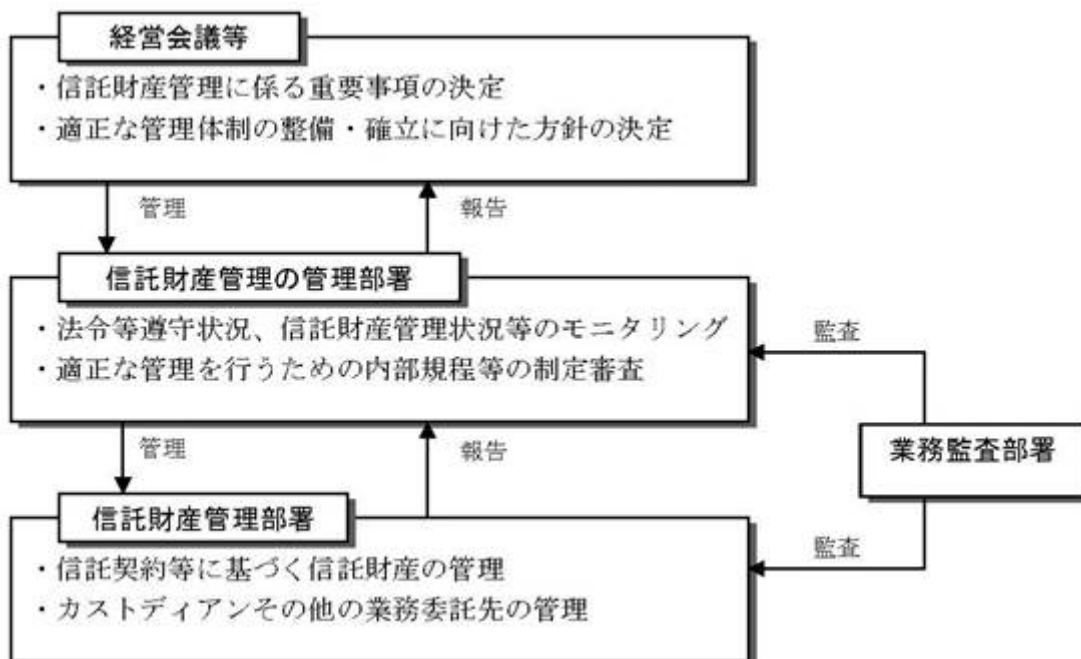 経営会議等
・信託財産管理に係る重要事項の決定
・適正な管理体制の整備・確立に向けた方針の決定
管理
報告
信託財産管理の管理部署
・法令等遵守状況、信託財産管理状況等のモニタリング
・適正な管理を行うための内部規程等の制定審査
監査
管理
報告
業務監査部署
信託財産管理部署
・信託契約等に基づく信託財産の管理
・カストディアンその他の業務委託先の管理
監査